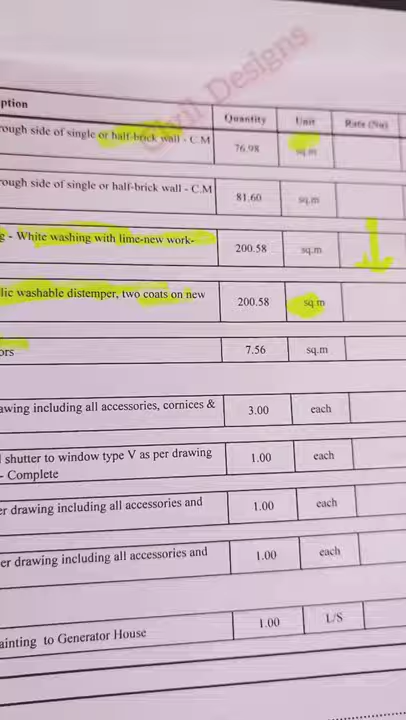 Civil Designs
ption Quantity Unit Rate (Nu)
rough side of single or half-brick wall - C.M 76.98 sq.m
rough side of single or half-brick wall - C.M 81.60 sq.m
g - White washing with lime-new work- 200.58 sq.m
lic washable distemper, two coats on new 200.58 sq.m
ors 7.56 sq.m
awing including all accessories, cornices & 3.00 each
l shutter to window type V as per drawing 1.00 each
- Complete
er drawing including all accessories and 1.00 each
er drawing including all accessories and 1.00 each
ainting to Generator House 1.00 L/S